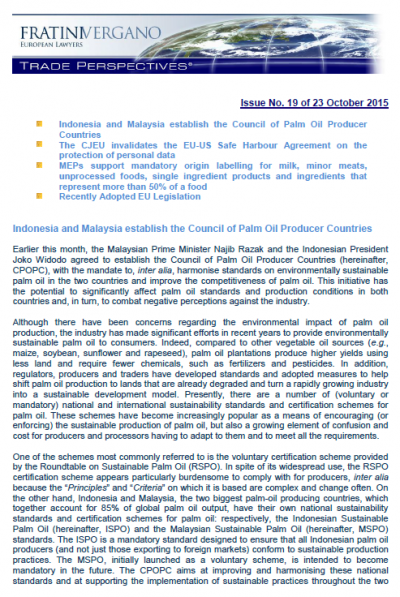 FRATINIVERGANO
EUROPEAN LAWYERS
TRADE PERSPECTIVES©
Issue No. 19 of 23 October 2015
Indonesia and Malaysia establish the Council of Palm Oil Producer
Countries
The CJEU invalidates the EU-US Safe Harbour Agreement on the
protection of personal data
MEPs support mandatory origin labelling for milk, minor meats,
unprocessed foods, single ingredient products and ingredients that
represent more than 50% of a food
Recently Adopted EU Legislation
Indonesia and Malaysia establish the Council of Palm Oil Producer Countries
Earlier this month, the Malaysian Prime Minister Najib Razak and the Indonesian President
Joko Widodo agreed to establish the Council of Palm Oil Producer Countries (hereinafter,
CPOPC), with the mandate to, inter alia, harmonise standards on environmentally sustainable
palm oil in the two countries and improve the competitiveness of palm oil. This initiative has
the potential to significantly affect palm oil standards and production conditions in both
countries and, in turn, to combat negative perceptions against the industry.
Although there have been concerns regarding the environmental impact of palm oil
production, the industry has made significant efforts in recent years to provide environmentally
sustainable palm oil to consumers. Indeed, compared to other vegetable oil sources (e.g.,
maize, soybean, sunflower and rapeseed), palm oil plantations produce higher yields using
less land and require fewer chemicals, such as fertilizers and pesticides. In addition,
regulators, producers and traders have developed standards and adopted measures to help
shift palm oil production to lands that are already degraded and turn a rapidly growing industry
into a sustainable development model. Presently, there are a number of (voluntary or
mandatory) national and international sustainability standards and certification schemes for
palm oil. These schemes have become increasingly popular as a means of encouraging (or
enforcing) the sustainable production of palm oil, but also a growing element of confusion and
cost for producers and processors having to adapt to them and to meet all the requirements.
One of the schemes most commonly referred to is the voluntary certification scheme provided
by the Roundtable on Sustainable Palm Oil (RSPO). In spite of its widespread use, the RSPO
certification scheme appears particularly burdensome to comply with for producers, inter alia
because the “Principles” and “Criteria” on which it is based are complex and change often. On
the other hand, Indonesia and Malaysia, the two biggest palm-oil producing countries, which
together account for 85% of global palm oil output, have their own national sustainability
standards and certification schemes for palm oil: respectively, the Indonesian Sustainable
Palm Oil (hereinafter, ISPO) and the Malaysian Sustainable Palm Oil (hereinafter, MSPO)
standards. The ISPO is a mandatory standard designed to ensure that all Indonesian palm oil
producers (and not just those exporting to foreign markets) conform to sustainable production
practices. The MSPO, initially launched as a voluntary scheme, is intended to become
mandatory in the future. The CPOPC aims at improving and harmonising these national
standards and at supporting the implementation of sustainable practices throughout the two